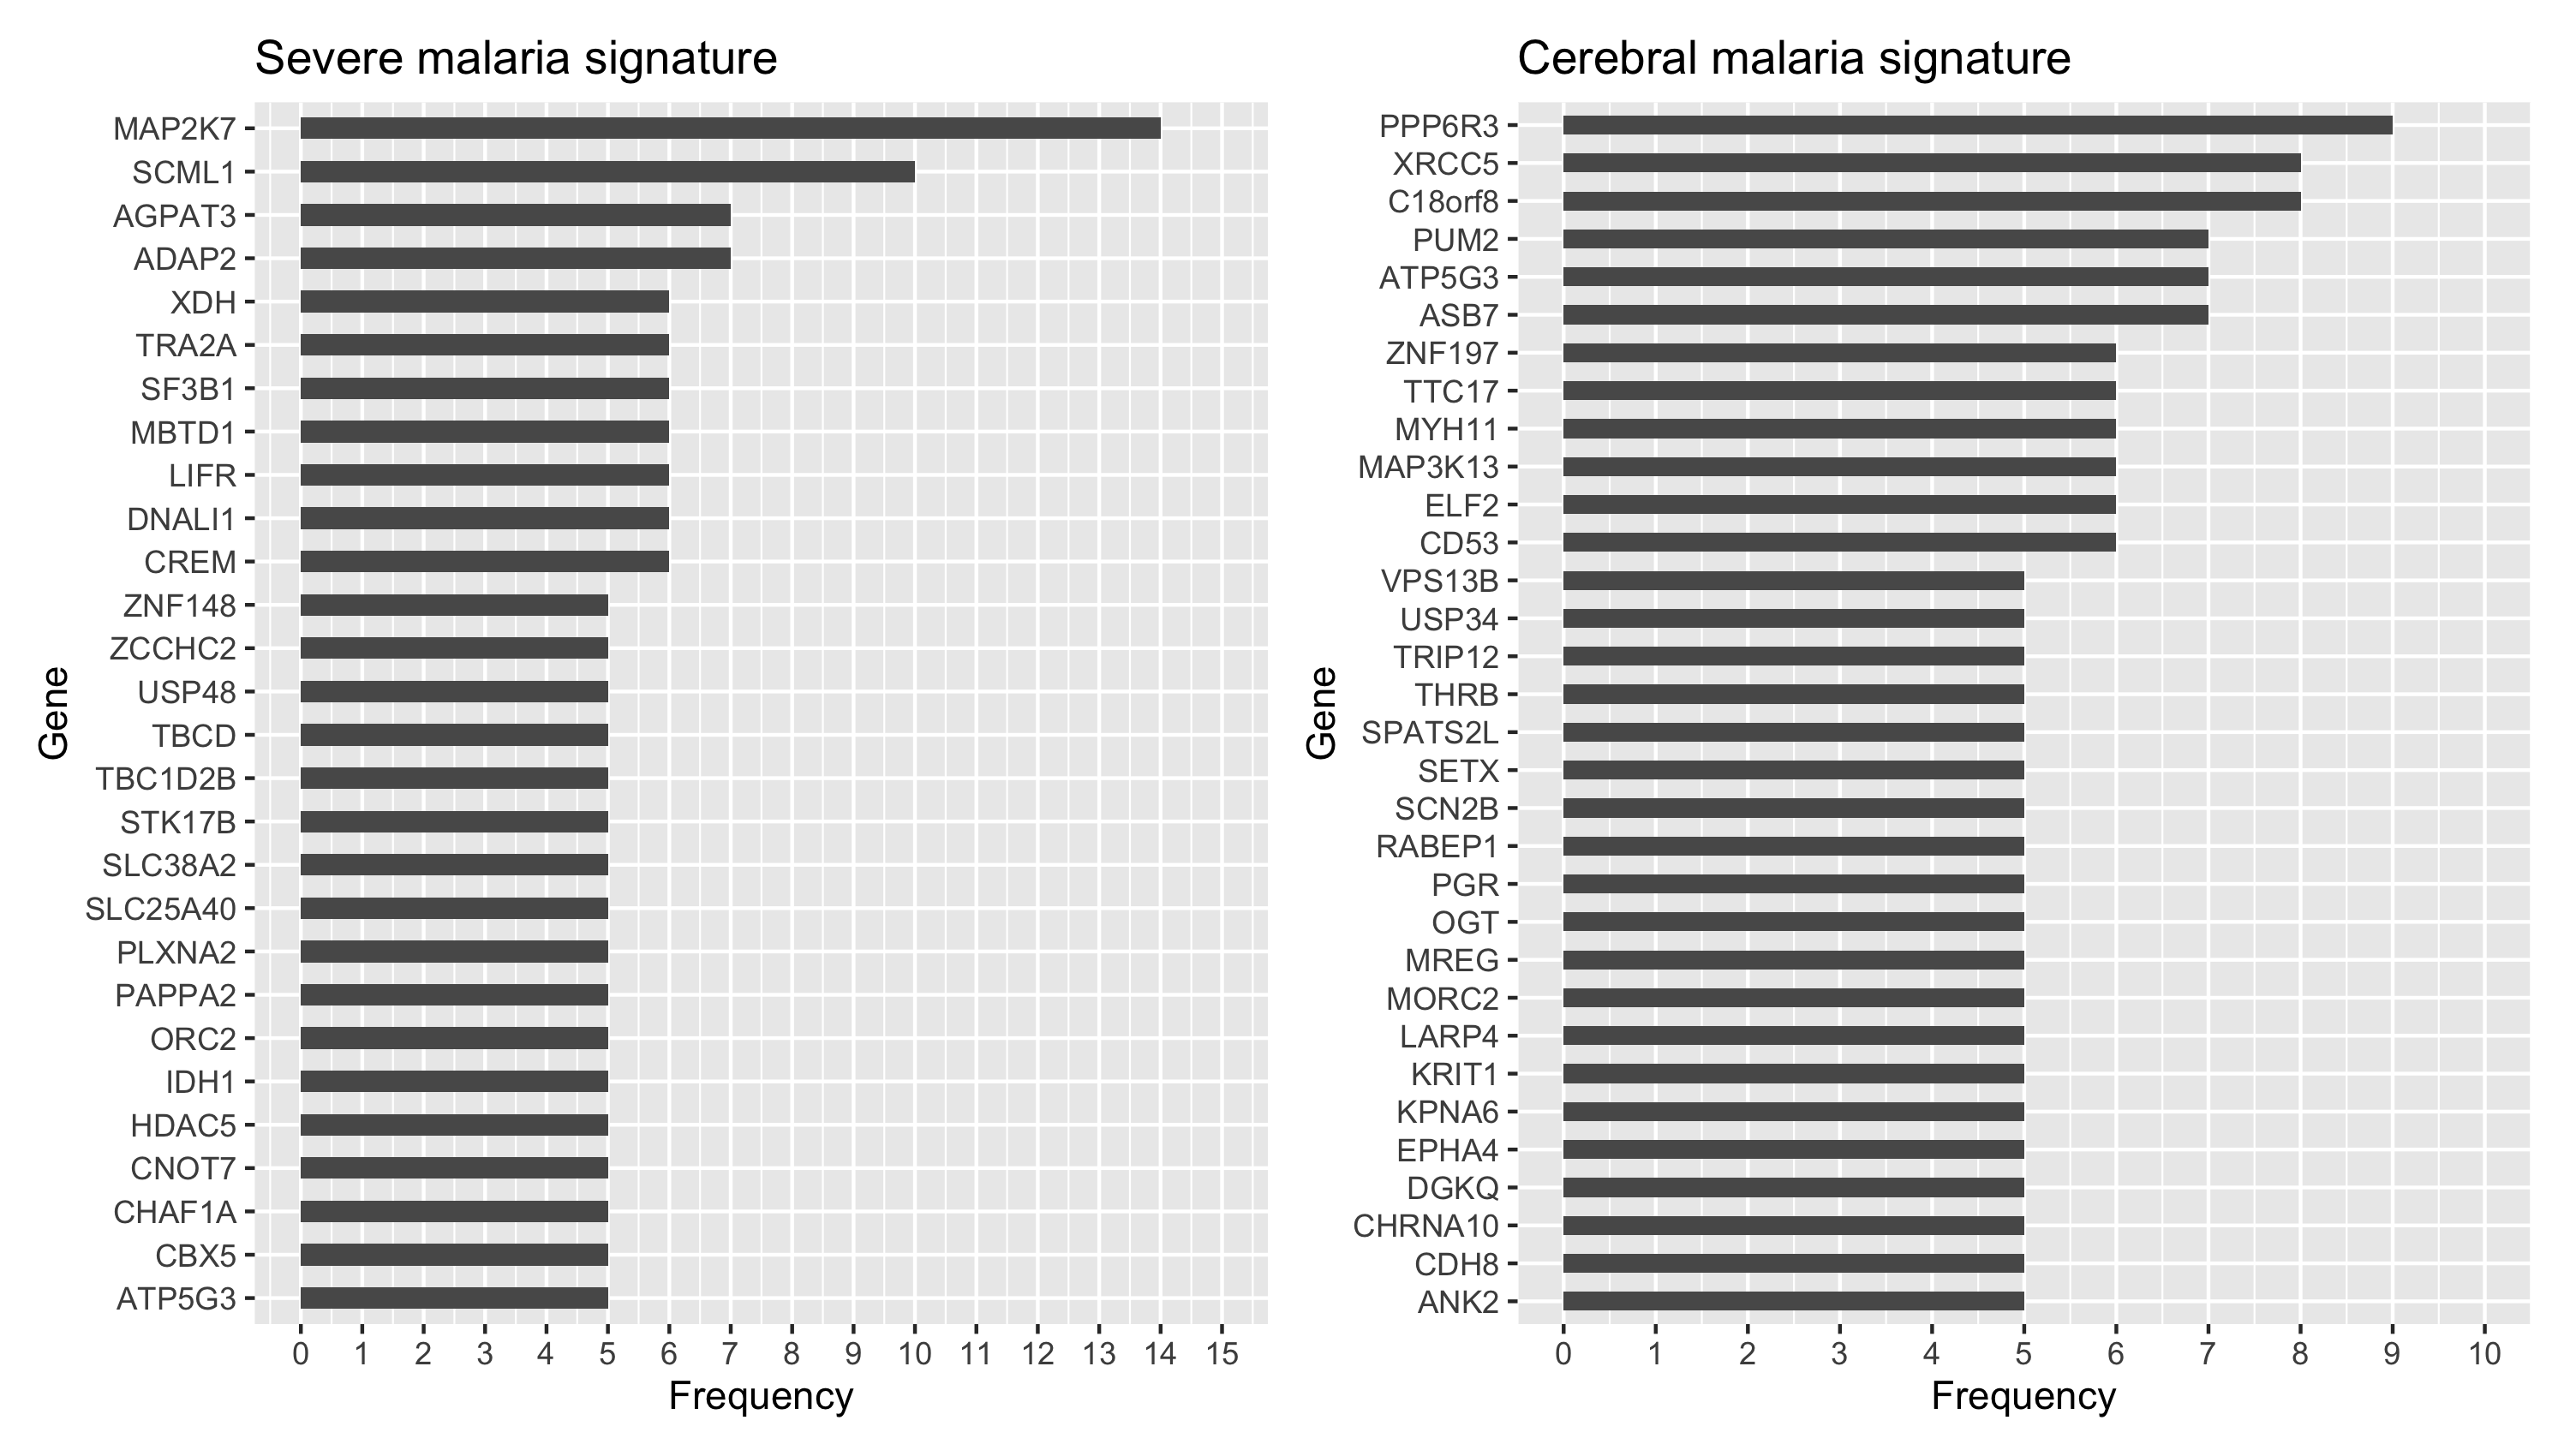 Severe malaria signature
MAP2K7
SCML1
AGPAT3
ADAP2
XDH
TRA2A
SF3B1
MBTD1
LIFR
DNALI1
CREM
ZNF148
ZCCHC2
USP48
TBCD
TBC1D2B
STK17B
SLC38A2
SLC25A40
PLXNA2
PAPPA2
ORC2
IDH1
HDAC5
CNOT7
CHAF1A
CBX5
ATP5G3
Gene
0 1 2 3 4 5 6 7 8 9 10 11 12 13 14 15
Frequency
Cerebral malaria signature
PPP6R3
XRCC5
C18orf8
PUM2
ATP5G3
ASB7
ZNF197
TTC17
MYH11
MAP3K13
ELF2
CD53
VPS13B
USP34
TRIP12
THRB
SPATS2L
SETX
SCN2B
RABEP1
PGR
OGT
MREG
MORC2
LARP4
KRIT1
KPNA6
EPHA4
DGKQ
CHRNA10
CDH8
ANK2
Gene
0 1 2 3 4 5 6 7 8 9 10
Frequency